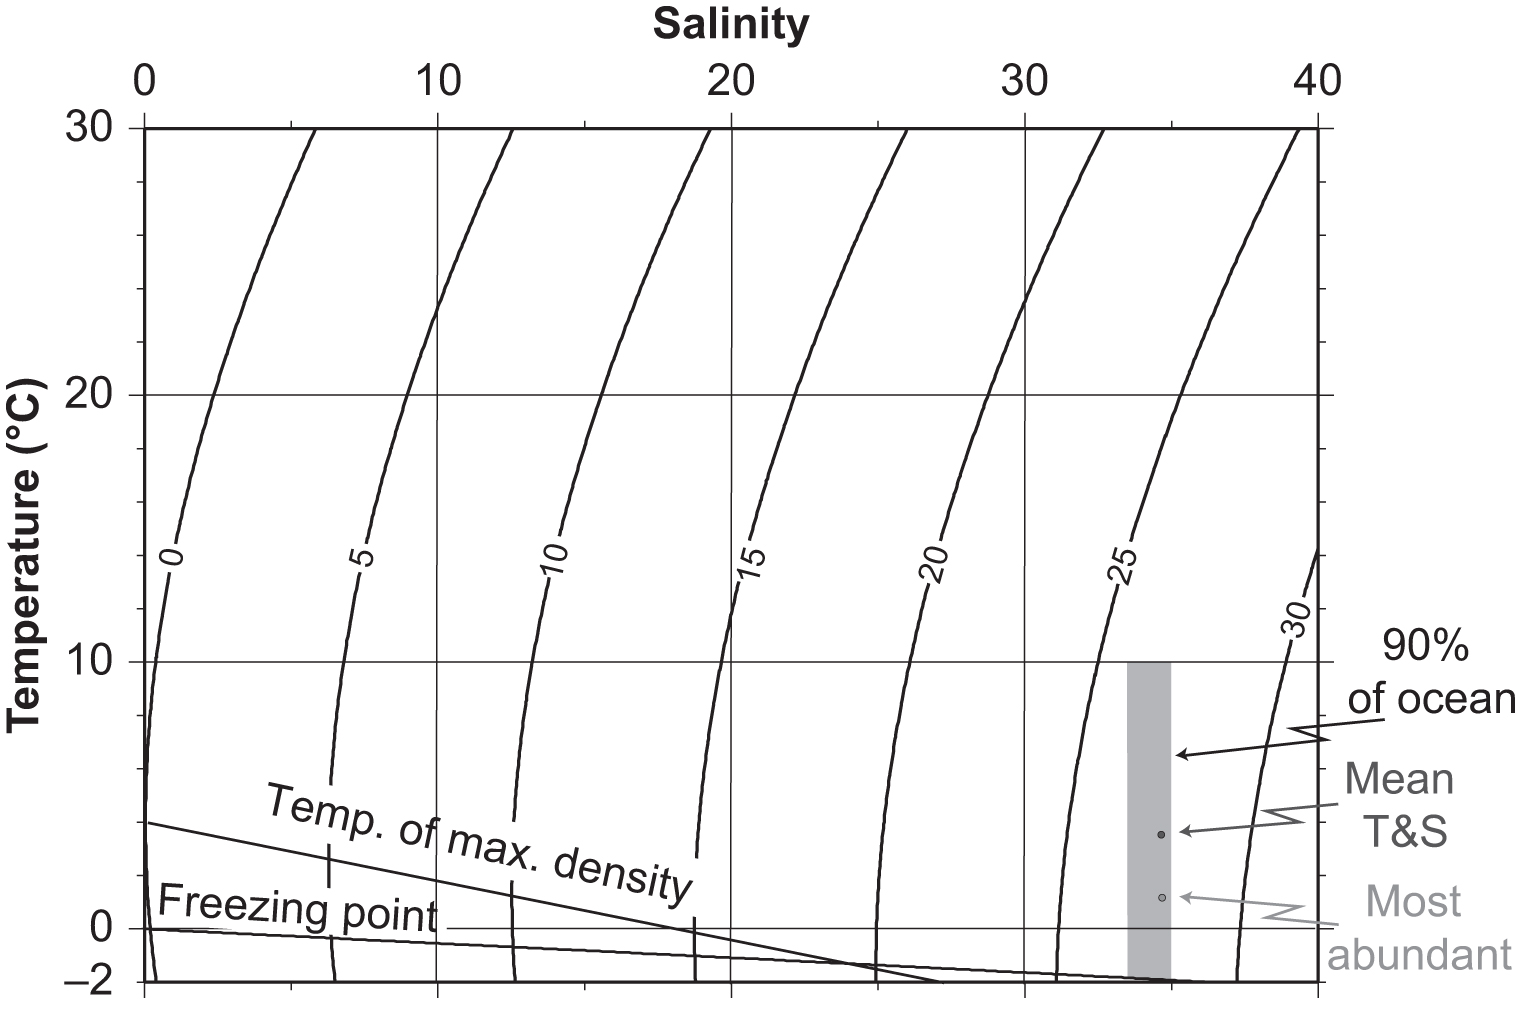 Salinity
0 10 20 30 40
30
20
10
0
–2
Temperature (°C)
0 5 10 15 20 25 30
90%
of ocean
Mean
T&S
Most
abundant
Temp. of max. density
Freezing point